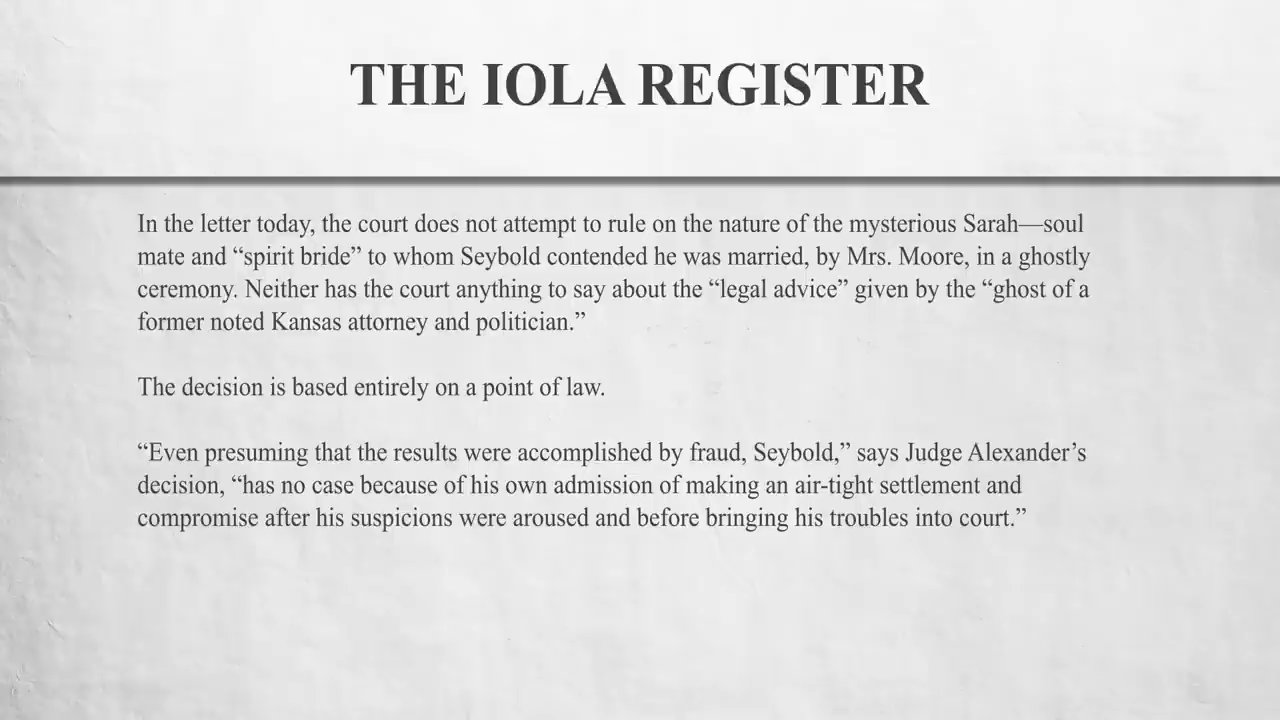 THE IOLA REGISTER
In the letter today, the court does not attempt to rule on the nature of the mysterious Sarah—soul
mate and “spirit bride” to whom Seybold contended he was married, by Mrs. Moore, in a ghostly
ceremony. Neither has the court anything to say about the “legal advice” given by the “ghost of a
former noted Kansas attorney and politician.”
The decision is based entirely on a point of law.
“Even presuming that the results were accomplished by fraud, Seybold,” says Judge Alexander’s
decision, “has no case because of his own admission of making an air-tight settlement and
compromise after his suspicions were aroused and before bringing his troubles into court.”